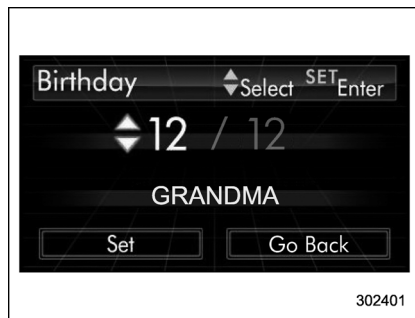 Birthday Select SET Enter
12 / 12
GRANDMA
Set Go Back
302401